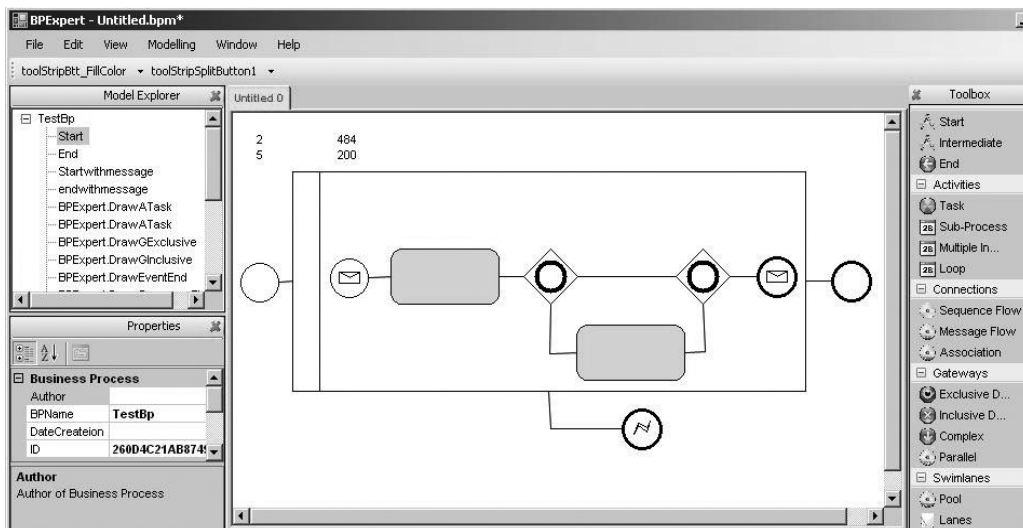 BPExpert - Untitled.bpm*
File Edit View Modelling Window Help
toolStripBtt_FillColor toolStripSplitButton1
Model Explorer
TestBp
Start
End
Startwithmessage
endwithmessage
BPExpert.DrawATask
BPExpert.DrawATask
BPExpert.DrawGExclusive
BPExpert.DrawGInclusive
BPExpert.DrawEventEnd
Properties
Business Process
Author
BPName TestBp
DateCreateion
ID 260D4C21AB874
Author
Author of Business Process
Untitled 0
2 484
5 200
Toolbox
Start
Intermediate
End
Activities
Task
Sub-Process
Multiple In...
Loop
Connections
Sequence Flow
Message Flow
Association
Gateways
Exclusive D...
Inclusive D...
Complex
Parallel
Swimlanes
Pool
Lanes